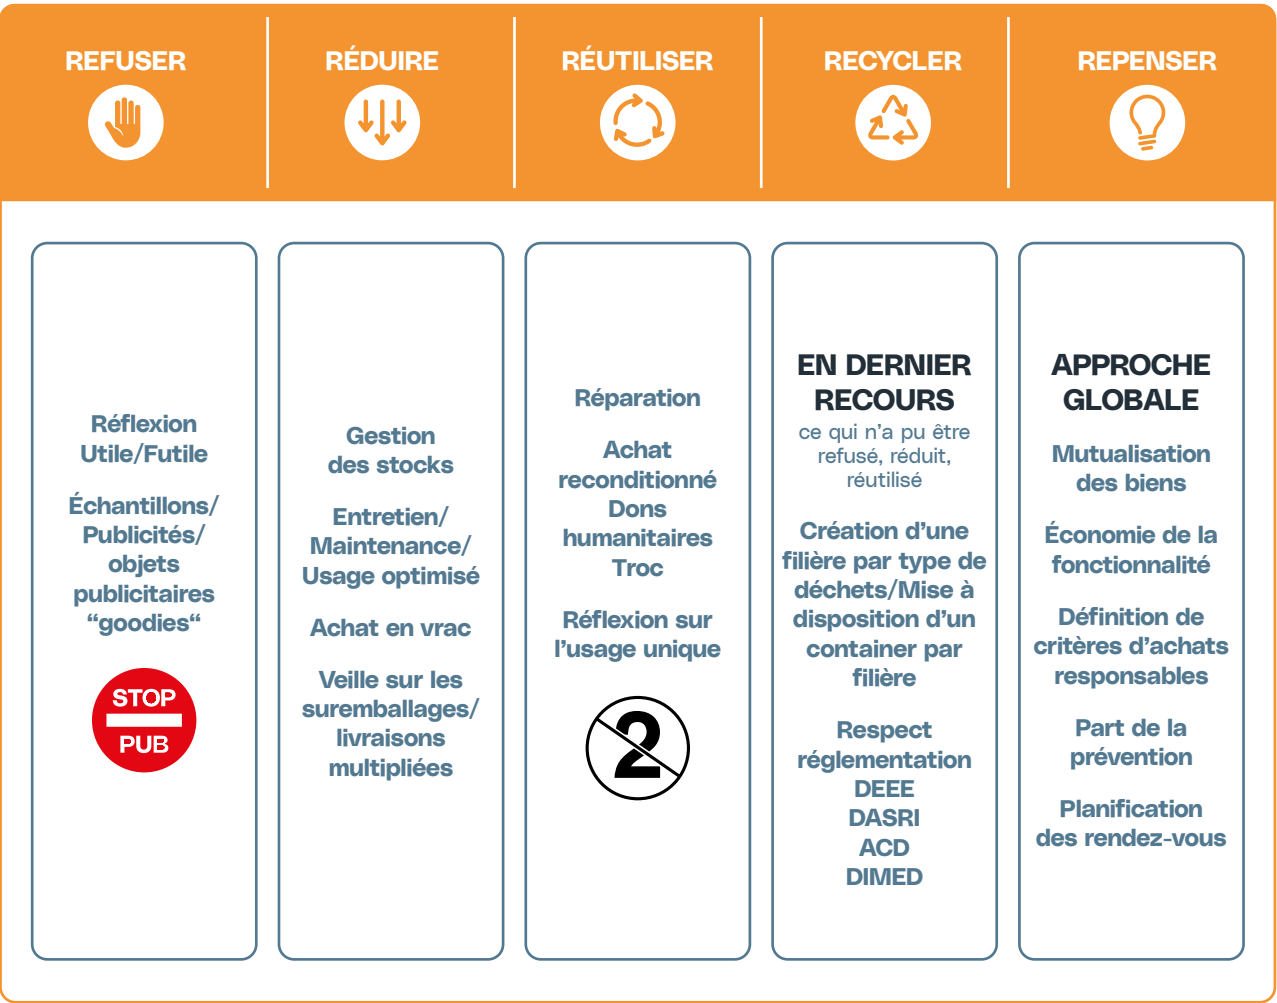 REFUSER
RÉDUIRE
RÉUTILISER
RECYCLER
REPENSER
Réflexion
Utile/Futile
Échantillons/
Publicités/
objets
publicitaires
“goodies“
STOP
PUB
Gestion
des stocks
Entretien/
Maintenance/
Usage optimisé
Achat en vrac
Veille sur les
suremballages/
livraisons
multipliées
Réparation
Achat
reconditionné
Dons
humanitaires
Troc
Réflexion sur
l’usage unique
2
EN DERNIER
RECOURS
ce qui n’a pu être
refusé, réduit,
réutilisé
Création d’une
filière par type de
déchets/Mise à
disposition d’un
container par
filière
Respect
réglementation
DEEE
DASRI
ACD
DIMED
APPROCHE
GLOBALE
Mutualisation
des biens
Économie de la
fonctionnalité
Définition de
critères d’achats
responsables
Part de la
prévention
Planification
des rendez-vous